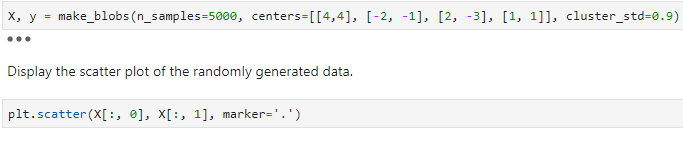 X, y = make_blobs(n_samples=5000, centers=[[4,4], [-2, -1], [2, -3], [1, 1]], cluster_std=0.9)
Display the scatter plot of the randomly generated data.
plt.scatter(X[:, 0], X[:, 1], marker='.')